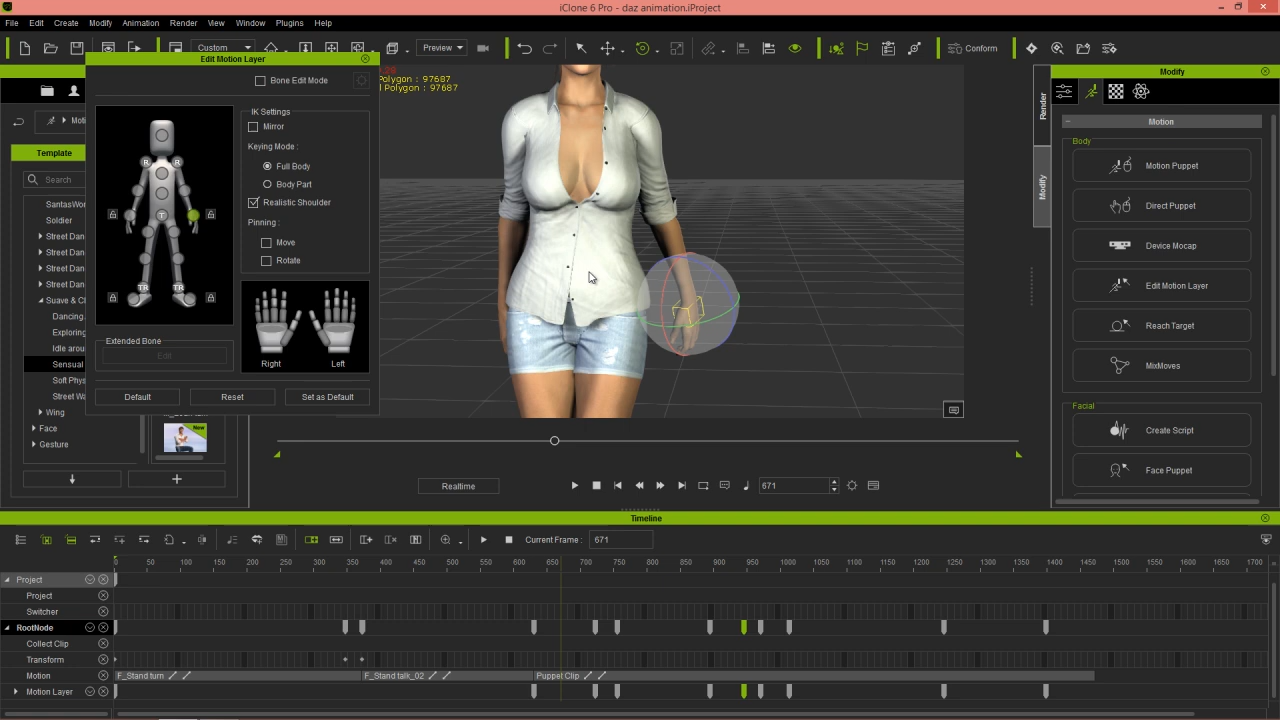 iClone 6 Pro - daz animation.iProject
File Edit Create Modify Animation Render View Window Plugins Help
Custom Preview Conform
Edit Motion Layer
Bone Edit Mode
Polygon : 97687
Polygon : 97687
IK Settings
Mirror
Keying Mode :
Full Body
Body Part
Realistic Shoulder
Pinning :
Move
Rotate
R R
T
TR TR
Extended Bone
Edit
Right Left
Default Reset Set as Default
Template
Search
Soldier
Street Dan
Street Dan
Street Dan
Suave & C
Dancing
Exploring
Idle arou
Sensual
Soft Phys
Street Wa
Wing
Face
Gesture
New
Render
Modify
Modify
Motion
Body
Motion Puppet
Direct Puppet
Device Mocap
Edit Motion Layer
Reach Target
MixMoves
Facial
Create Script
Face Puppet
Realtime 671
Timeline
Current Frame : 671
0 50 100 150 200 250 300 350 400 450 500 550 600 650 700 750 800 850 900 950 1000 1050 1100 1150 1200 1250 1300 1350 1400 1450 1500 1550 1600 1650 1700
Project
Project
Switcher
RootNode
Collect Clip
Transform
Motion F_Stand turn F_Stand talk_02 Puppet Clip
Motion Layer